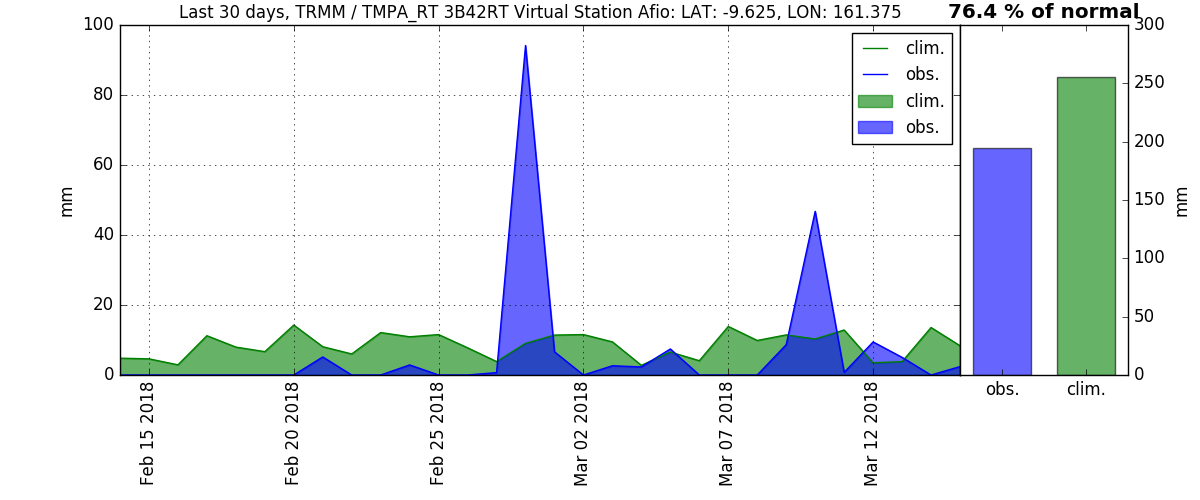 Last 30 days, TRMM / TMPA_RT 3B42RT Virtual Station Afio: LAT: -9.625, LON: 161.375
76.4 % of normal
100
80
60
40
20
0
mm
clim.
obs.
clim.
obs.
Feb 15 2018
Feb 20 2018
Feb 25 2018
Mar 02 2018
Mar 07 2018
Mar 12 2018
300
250
200
150
100
50
0
mm
obs.
clim.